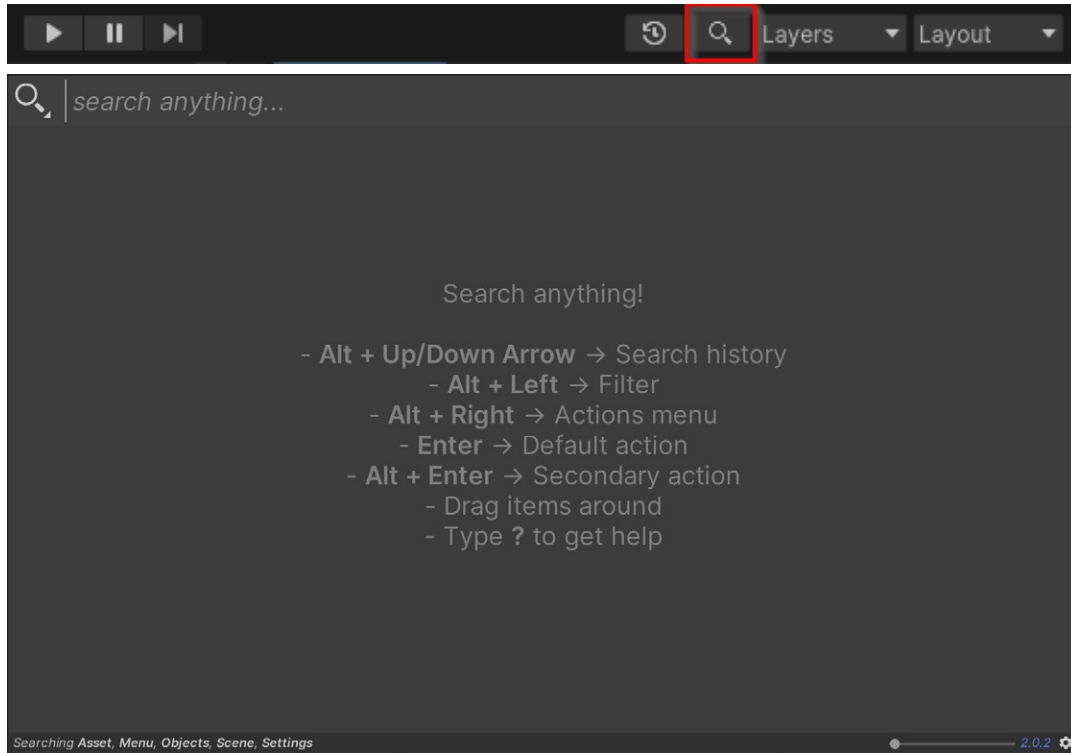 Layers Layout
search anything...
Search anything!
- Alt + Up/Down Arrow → Search history
- Alt + Left → Filter
- Alt + Right → Actions menu
- Enter → Default action
- Alt + Enter → Secondary action
- Drag items around
- Type ? to get help
Searching Asset, Menu, Objects, Scene, Settings 2.0.2